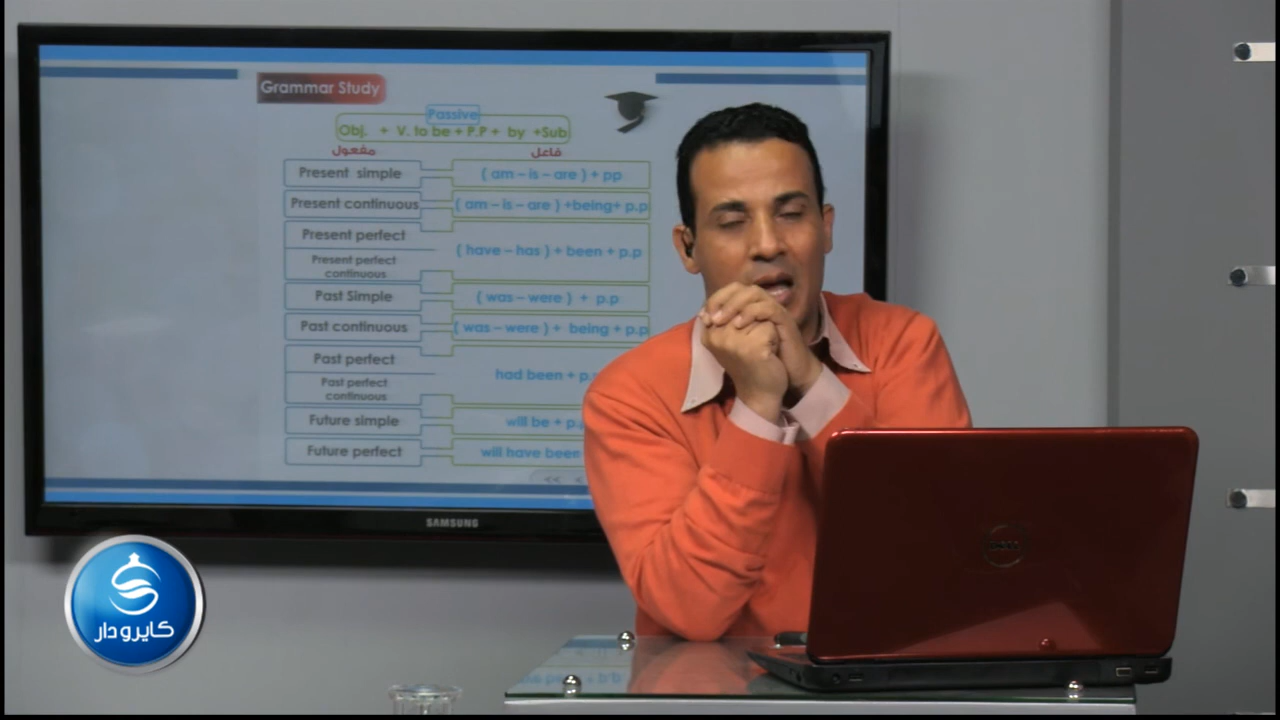 Grammar Study
Passive
Obj. + V. to be + P.P + by +Sub
مفعول فاعل
Present simple ( am – is – are ) + pp
Present continuous ( am – is – are ) +being+ p.p
Present perfect
( have – has ) + been + p.p
Present perfect
continuous
Past Simple ( was – were ) + p.p
Past continuous ( was – were ) + being + p.p
Past perfect
had been + p.
Past perfect
continuous
Future simple will be + p.
Future perfect will have been
<<
SAMSUNG
DELL
كايرودار